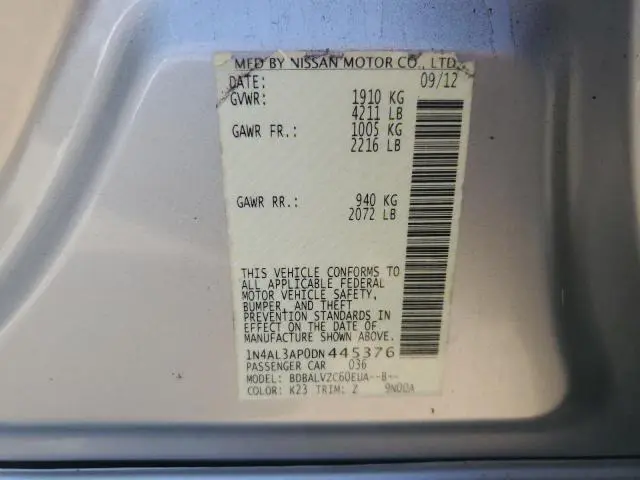 MFD BY NISSAN MOTOR CO., LTD.
DATE: 09/12
GVWR: 1910 KG
4211 LB
GAWR FR.: 1005 KG
2216 LB
GAWR RR.: 940 KG
2072 LB
THIS VEHICLE CONFORMS TO
ALL APPLICABLE FEDERAL
MOTOR VEHICLE SAFETY,
BUMPER, AND THEFT
PREVENTION STANDARDS IN
EFFECT ON THE DATE OF
MANUFACTURE SHOWN ABOVE.
1N4AL3AP0DN445376
PASSENGER CAR 036
MODEL: BDBALVZC60EUA--B--
COLOR: K23 TRIM: Z 9N00A